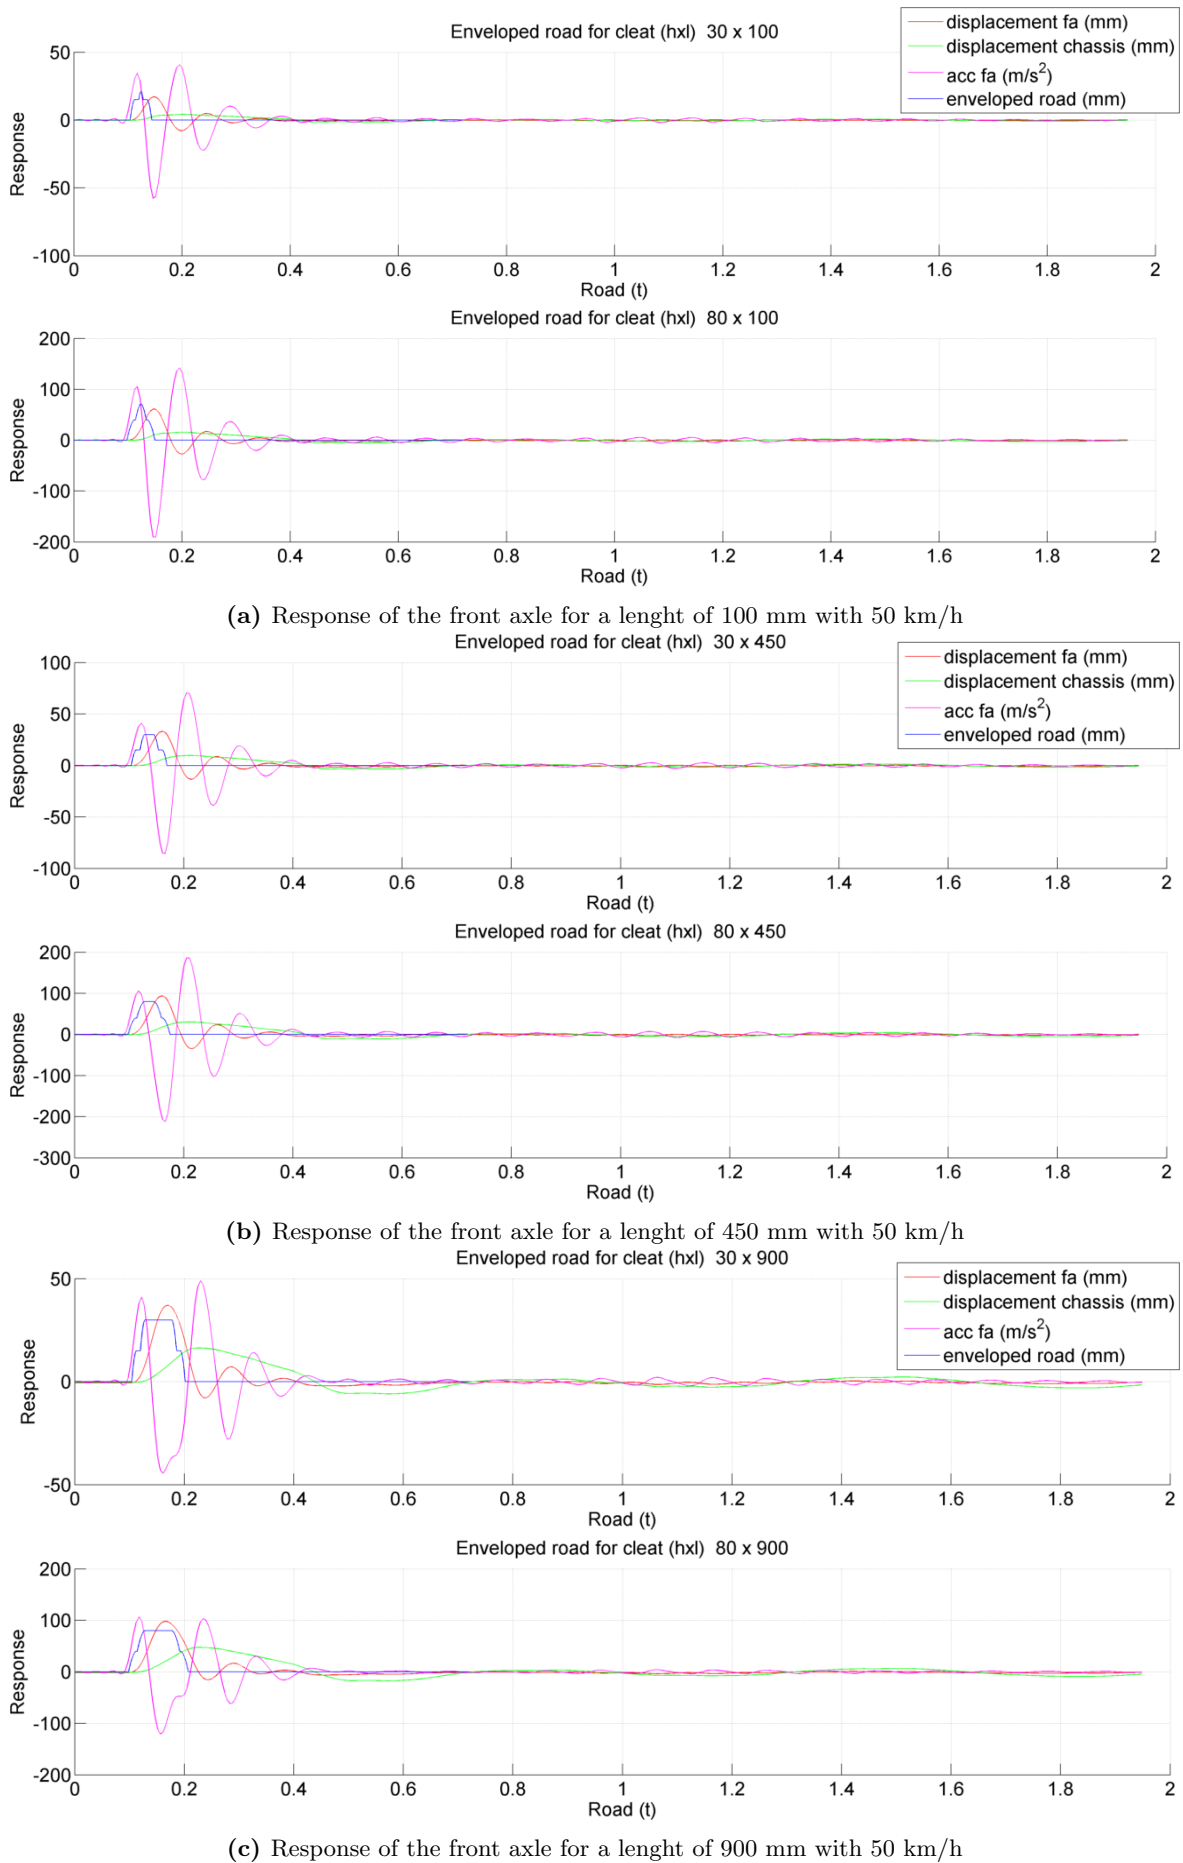 Enveloped road for cleat (hxl) 30 x 100
displacement fa (mm)
displacement chassis (mm)
acc fa (m/s²)
enveloped road (mm)
50
0
-50
-100
Response
0 0.2 0.4 0.6 0.8 1 1.2 1.4 1.6 1.8 2
Road (t)
Enveloped road for cleat (hxl) 80 x 100
200
100
0
-100
-200
Response
0 0.2 0.4 0.6 0.8 1 1.2 1.4 1.6 1.8 2
Road (t)
(a) Response of the front axle for a lenght of 100 mm with 50 km/h
Enveloped road for cleat (hxl) 30 x 450
displacement fa (mm)
displacement chassis (mm)
acc fa (m/s²)
enveloped road (mm)
100
50
0
-50
-100
Response
0 0.2 0.4 0.6 0.8 1 1.2 1.4 1.6 1.8 2
Road (t)
Enveloped road for cleat (hxl) 80 x 450
200
100
0
-100
-200
-300
Response
0 0.2 0.4 0.6 0.8 1 1.2 1.4 1.6 1.8 2
Road (t)
(b) Response of the front axle for a lenght of 450 mm with 50 km/h
Enveloped road for cleat (hxl) 30 x 900
displacement fa (mm)
displacement chassis (mm)
acc fa (m/s²)
enveloped road (mm)
50
0
-50
Response
0 0.2 0.4 0.6 0.8 1 1.2 1.4 1.6 1.8 2
Road (t)
Enveloped road for cleat (hxl) 80 x 900
200
100
0
-100
-200
Response
0 0.2 0.4 0.6 0.8 1 1.2 1.4 1.6 1.8 2
Road (t)
(c) Response of the front axle for a lenght of 900 mm with 50 km/h